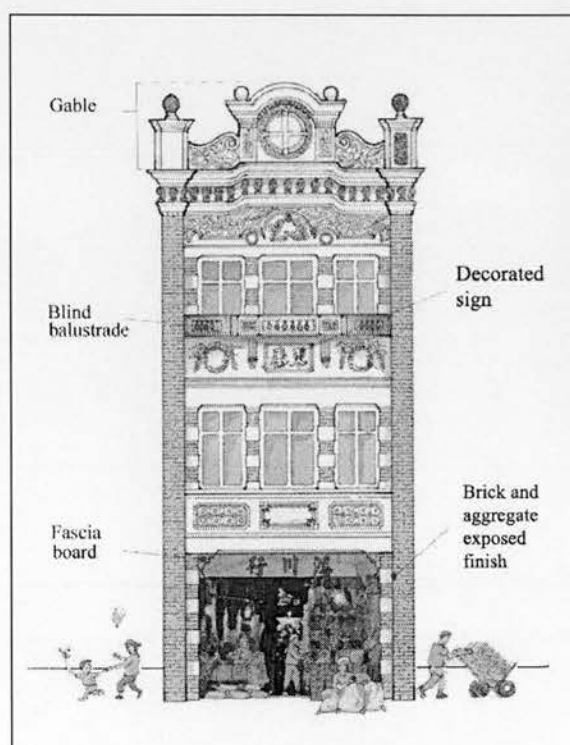 Gable
Decorated
sign
Blind
balustrade
Brick and
aggregate
exposed
finish
Fascia
board